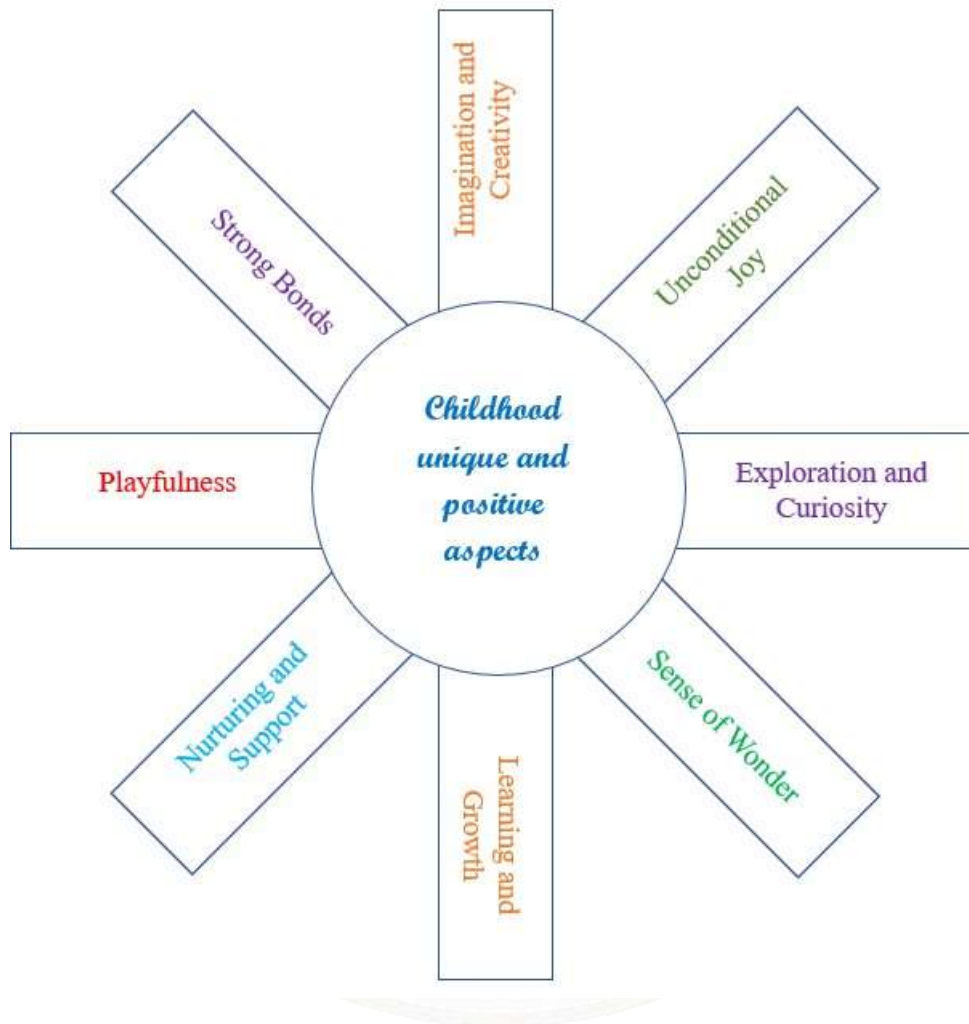 Childhood
unique and
positive
aspects
Imagination and
Creativity
Unconditional
Joy
Exploration and
Curiosity
Sense of Wonder
Learning and
Growth
Nurturing and
Support
Playfulness
Strong Bonds